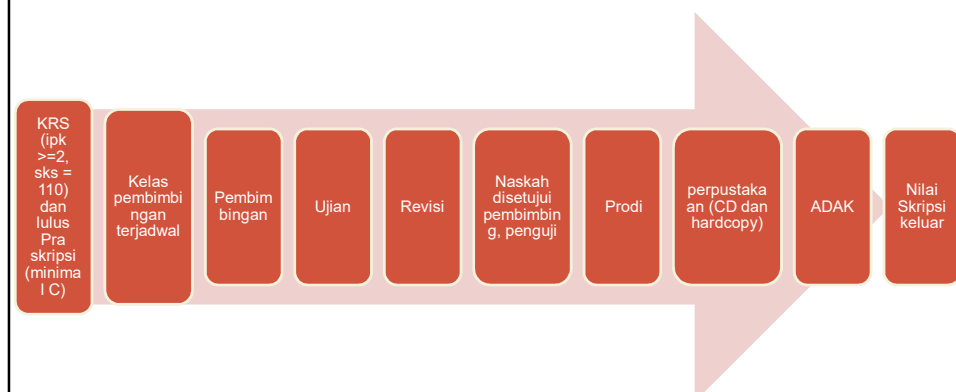 KRS
(ipk
>=2,
sks =
110)
dan
lulus
Pra
skripsi
(minima
l C)
Kelas
pembimbi
ngan
terjadwal
Pembim
bingan
Ujian
Revisi
Naskah
disetujui
pembimbin
g, penguji
Prodi
perpustaka
an (CD dan
hardcopy)
ADAK
Nilai
Skripsi
keluar